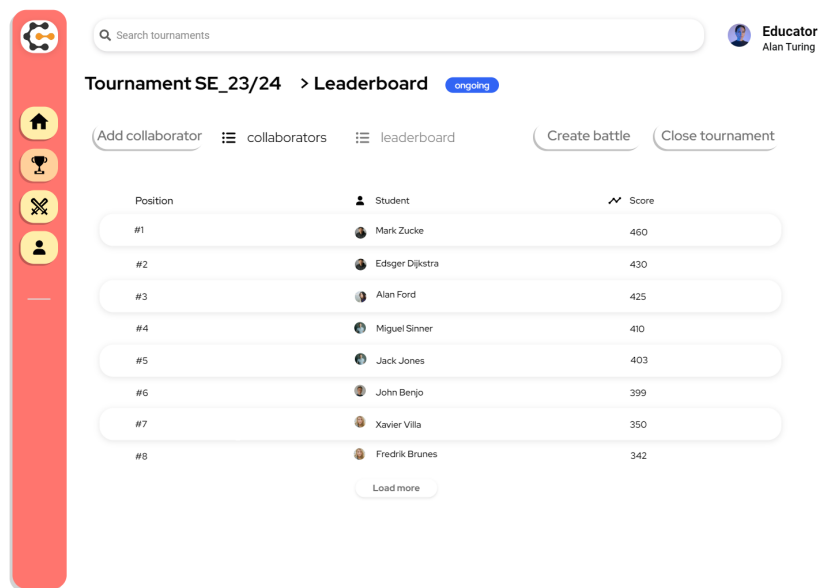 Search tournaments
Educator
Alan Turing
Tournament SE_23/24 > Leaderboard ongoing
Add collaborator collaborators leaderboard Create battle Close tournament
Position Student Score
#1 Mark Zucke 460
#2 Edsger Dijkstra 430
#3 Alan Ford 425
#4 Miguel Sinner 410
#5 Jack Jones 403
#6 John Benjo 399
#7 Xavier Villa 350
#8 Fredrik Brunes 342
Load more